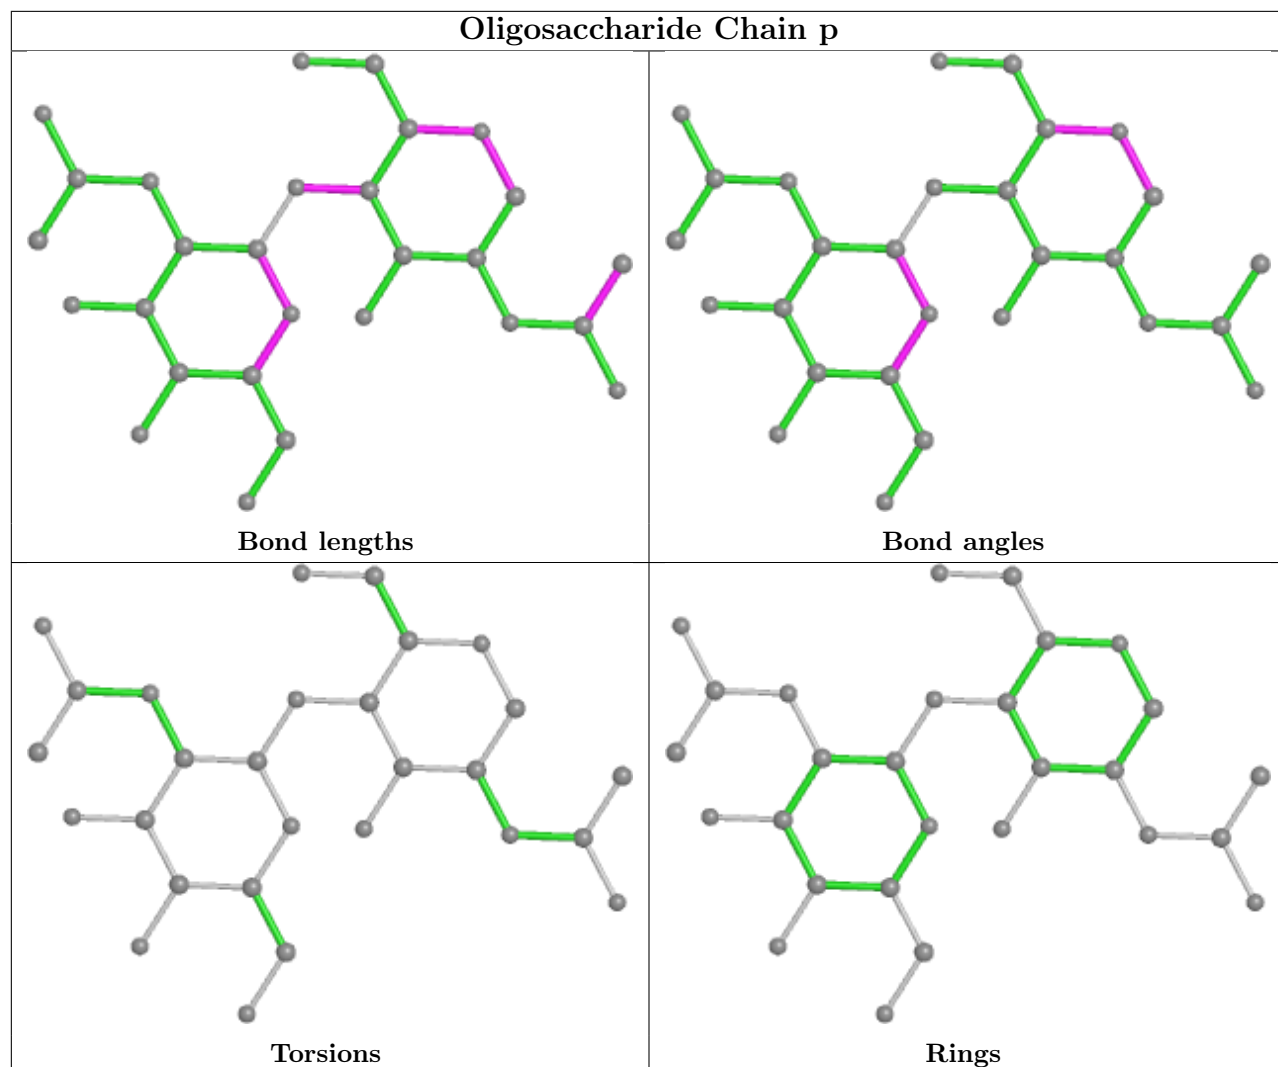 Oligosaccharide Chain p
Bond lengths
Bond angles
Torsions
Rings